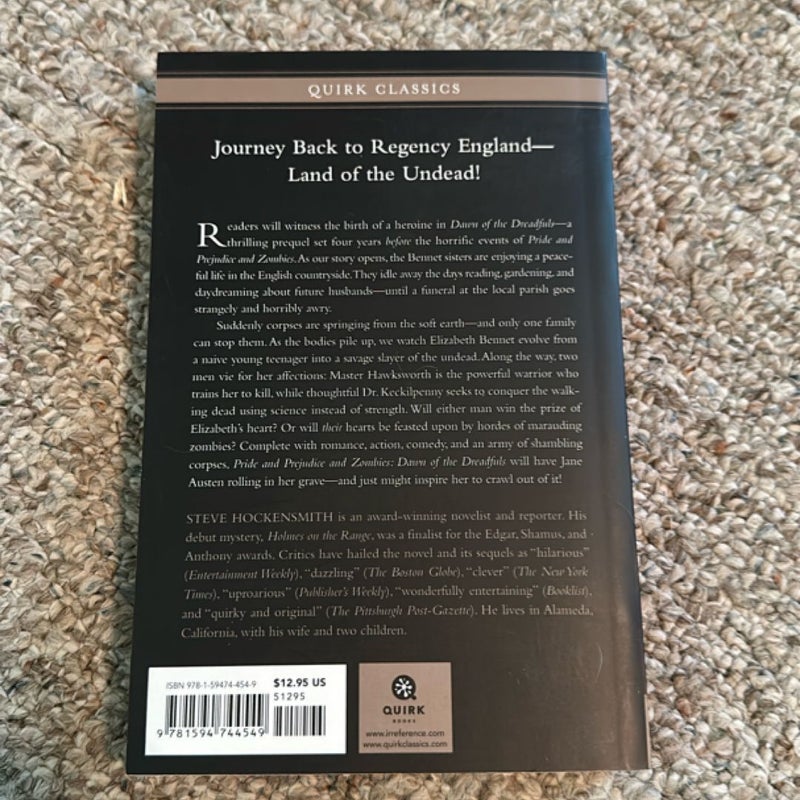 QUIRK CLASSICS
Journey Back to Regency England—
Land of the Undead!
Readers will witness the birth of a heroine in Dawn of the Dreadfuls—a
thrilling prequel set four years before the horrific events of Pride and
Prejudice and Zombies. As our story opens, the Bennet sisters are enjoying a peace-
ful life in the English countryside. They idle away the days reading, gardening, and
daydreaming about future husbands—until a funeral at the local parish goes
strangely and horribly awry.
Suddenly corpses are springing from the soft earth—and only one family
can stop them. As the bodies pile up, we watch Elizabeth Bennet evolve from
a naive young teenager into a savage slayer of the undead. Along the way, two
men vie for her affections: Master Hawksworth is the powerful warrior who
trains her to kill, while thoughtful Dr. Keckilpenny seeks to conquer the walk-
ing dead using science instead of strength. Will either man win the prize of
Elizabeth's heart? Or will their hearts be feasted upon by hordes of marauding
zombies? Complete with romance, action, comedy, and an army of shambling
corpses, Pride and Prejudice and Zombies: Dawn of the Dreadfuls will have Jane
Austen rolling in her grave—and just might inspire her to crawl out of it!
STEVE HOCKENSMITH is an award-winning novelist and reporter. His
debut mystery, Holmes on the Range, was a finalist for the Edgar, Shamus, and
Anthony awards. Critics have hailed the novel and its sequels as "hilarious"
(Entertainment Weekly), "dazzling" (The Boston Globe), "clever" (The New York
Times), "uproarious" (Publisher's Weekly), "wonderfully entertaining" (Booklist),
and "quirky and original" (The Pittsburgh Post-Gazette). He lives in Alameda,
California, with his wife and two children.
ISBN 978-1-59474-454-9 $12.95 US
51295
9 781594 744549
QUIRK
BOOKS
www.irreference.com
www.quirkclassics.com